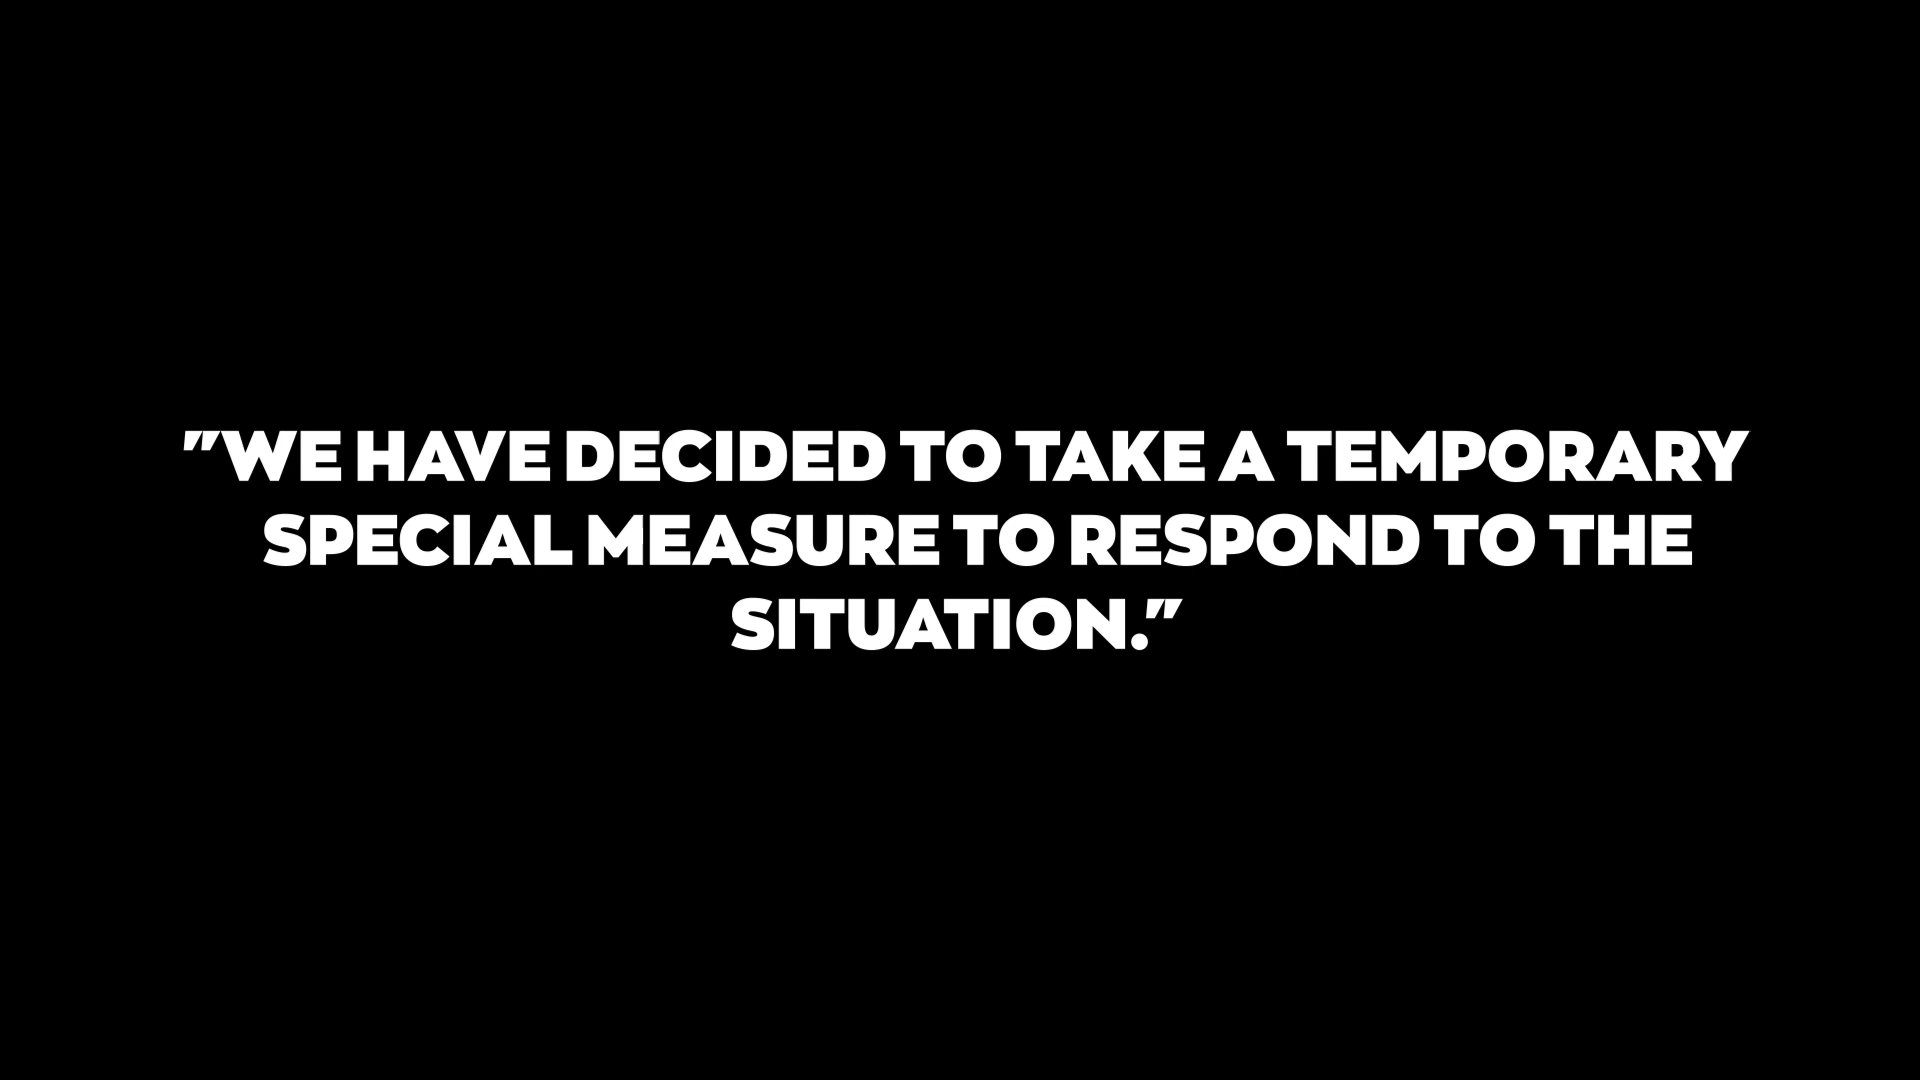 "WE HAVE DECIDED TO TAKE A TEMPORARY
SPECIAL MEASURE TO RESPOND TO THE
SITUATION."